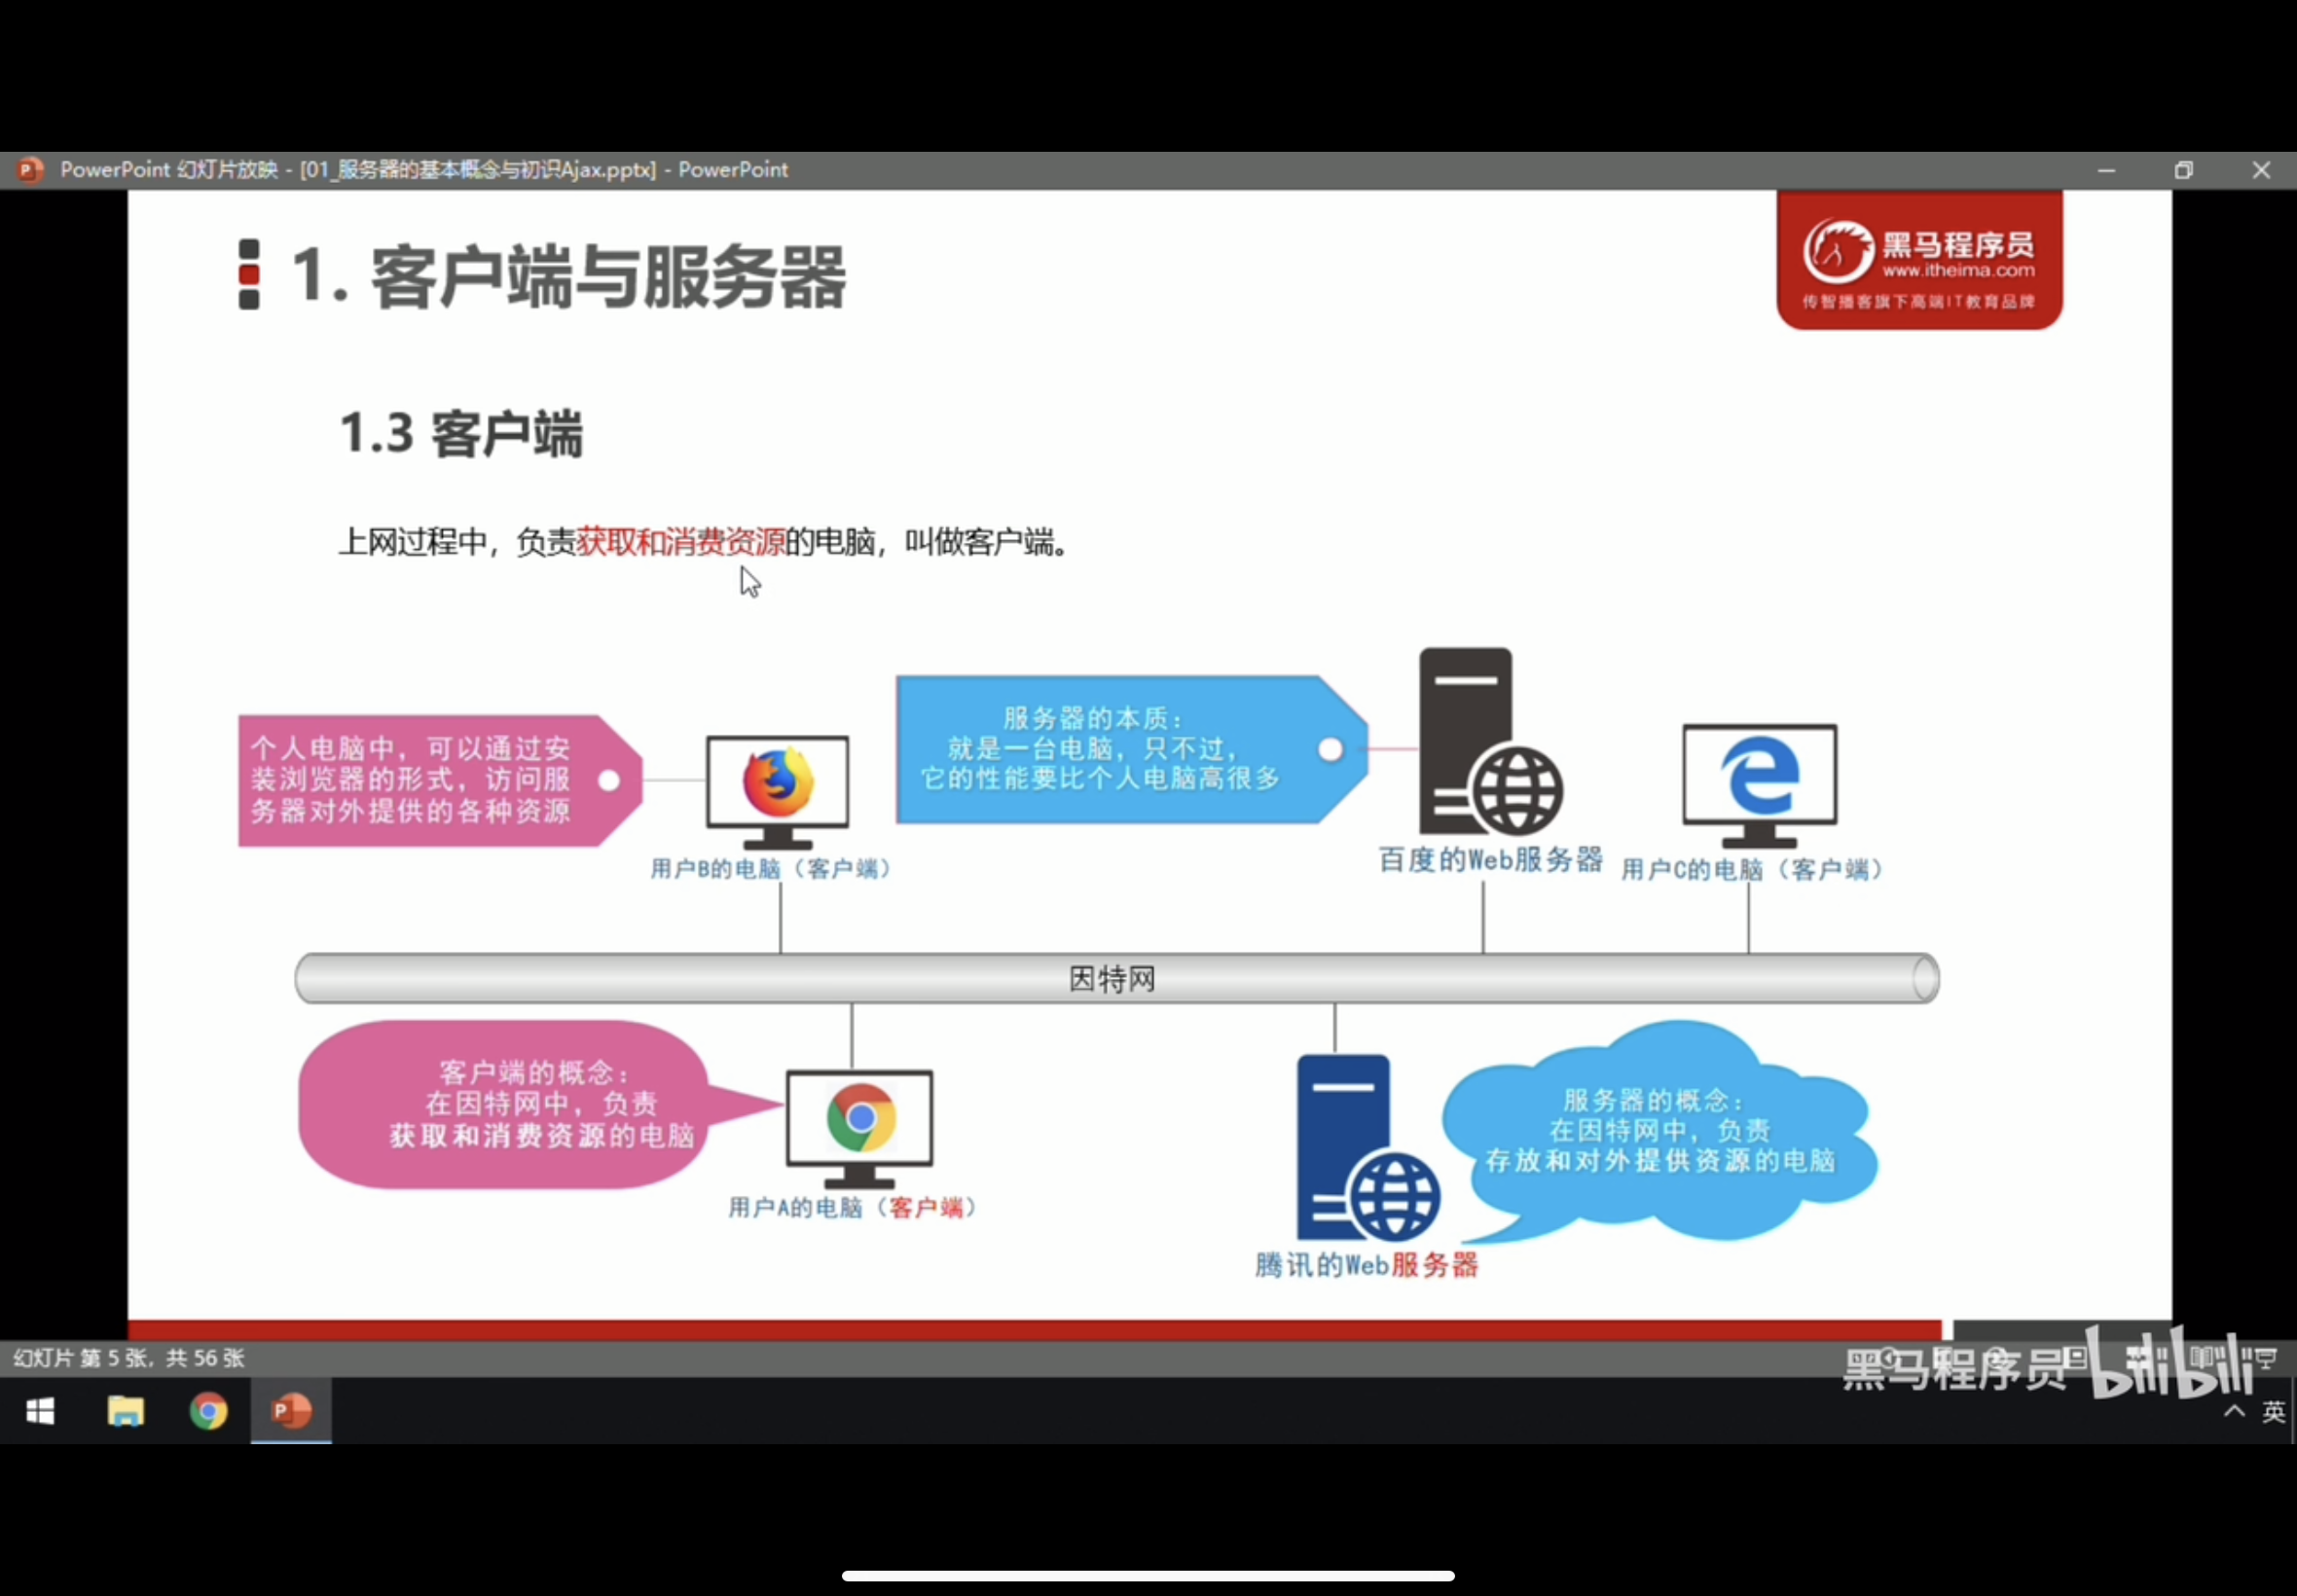 PowerPoint 幻灯片放映 - [01_服务器的基本概念与初识Ajax.pptx] - PowerPoint
1. 客户端与服务器
黑马程序员
www.itheima.com
传智播客旗下高端IT教育品牌
1.3 客户端
上网过程中，负责获取和消费资源的电脑，叫做客户端。
个人电脑中，可以通过安
装浏览器的形式，访问服
务器对外提供的各种资源
用户B的电脑（客户端）
服务器的本质：
就是一台电脑，只不过，
它的性能要比个人电脑高很多
百度的Web服务器
用户C的电脑（客户端）
因特网
客户端的概念：
在因特网中，负责
获取和消费资源的电脑
用户A的电脑（客户端）
腾讯的Web服务器
服务器的概念：
在因特网中，负责
存放和对外提供资源的电脑
幻灯片 第 5 张，共 56 张
黑马程序员 bilibili
英